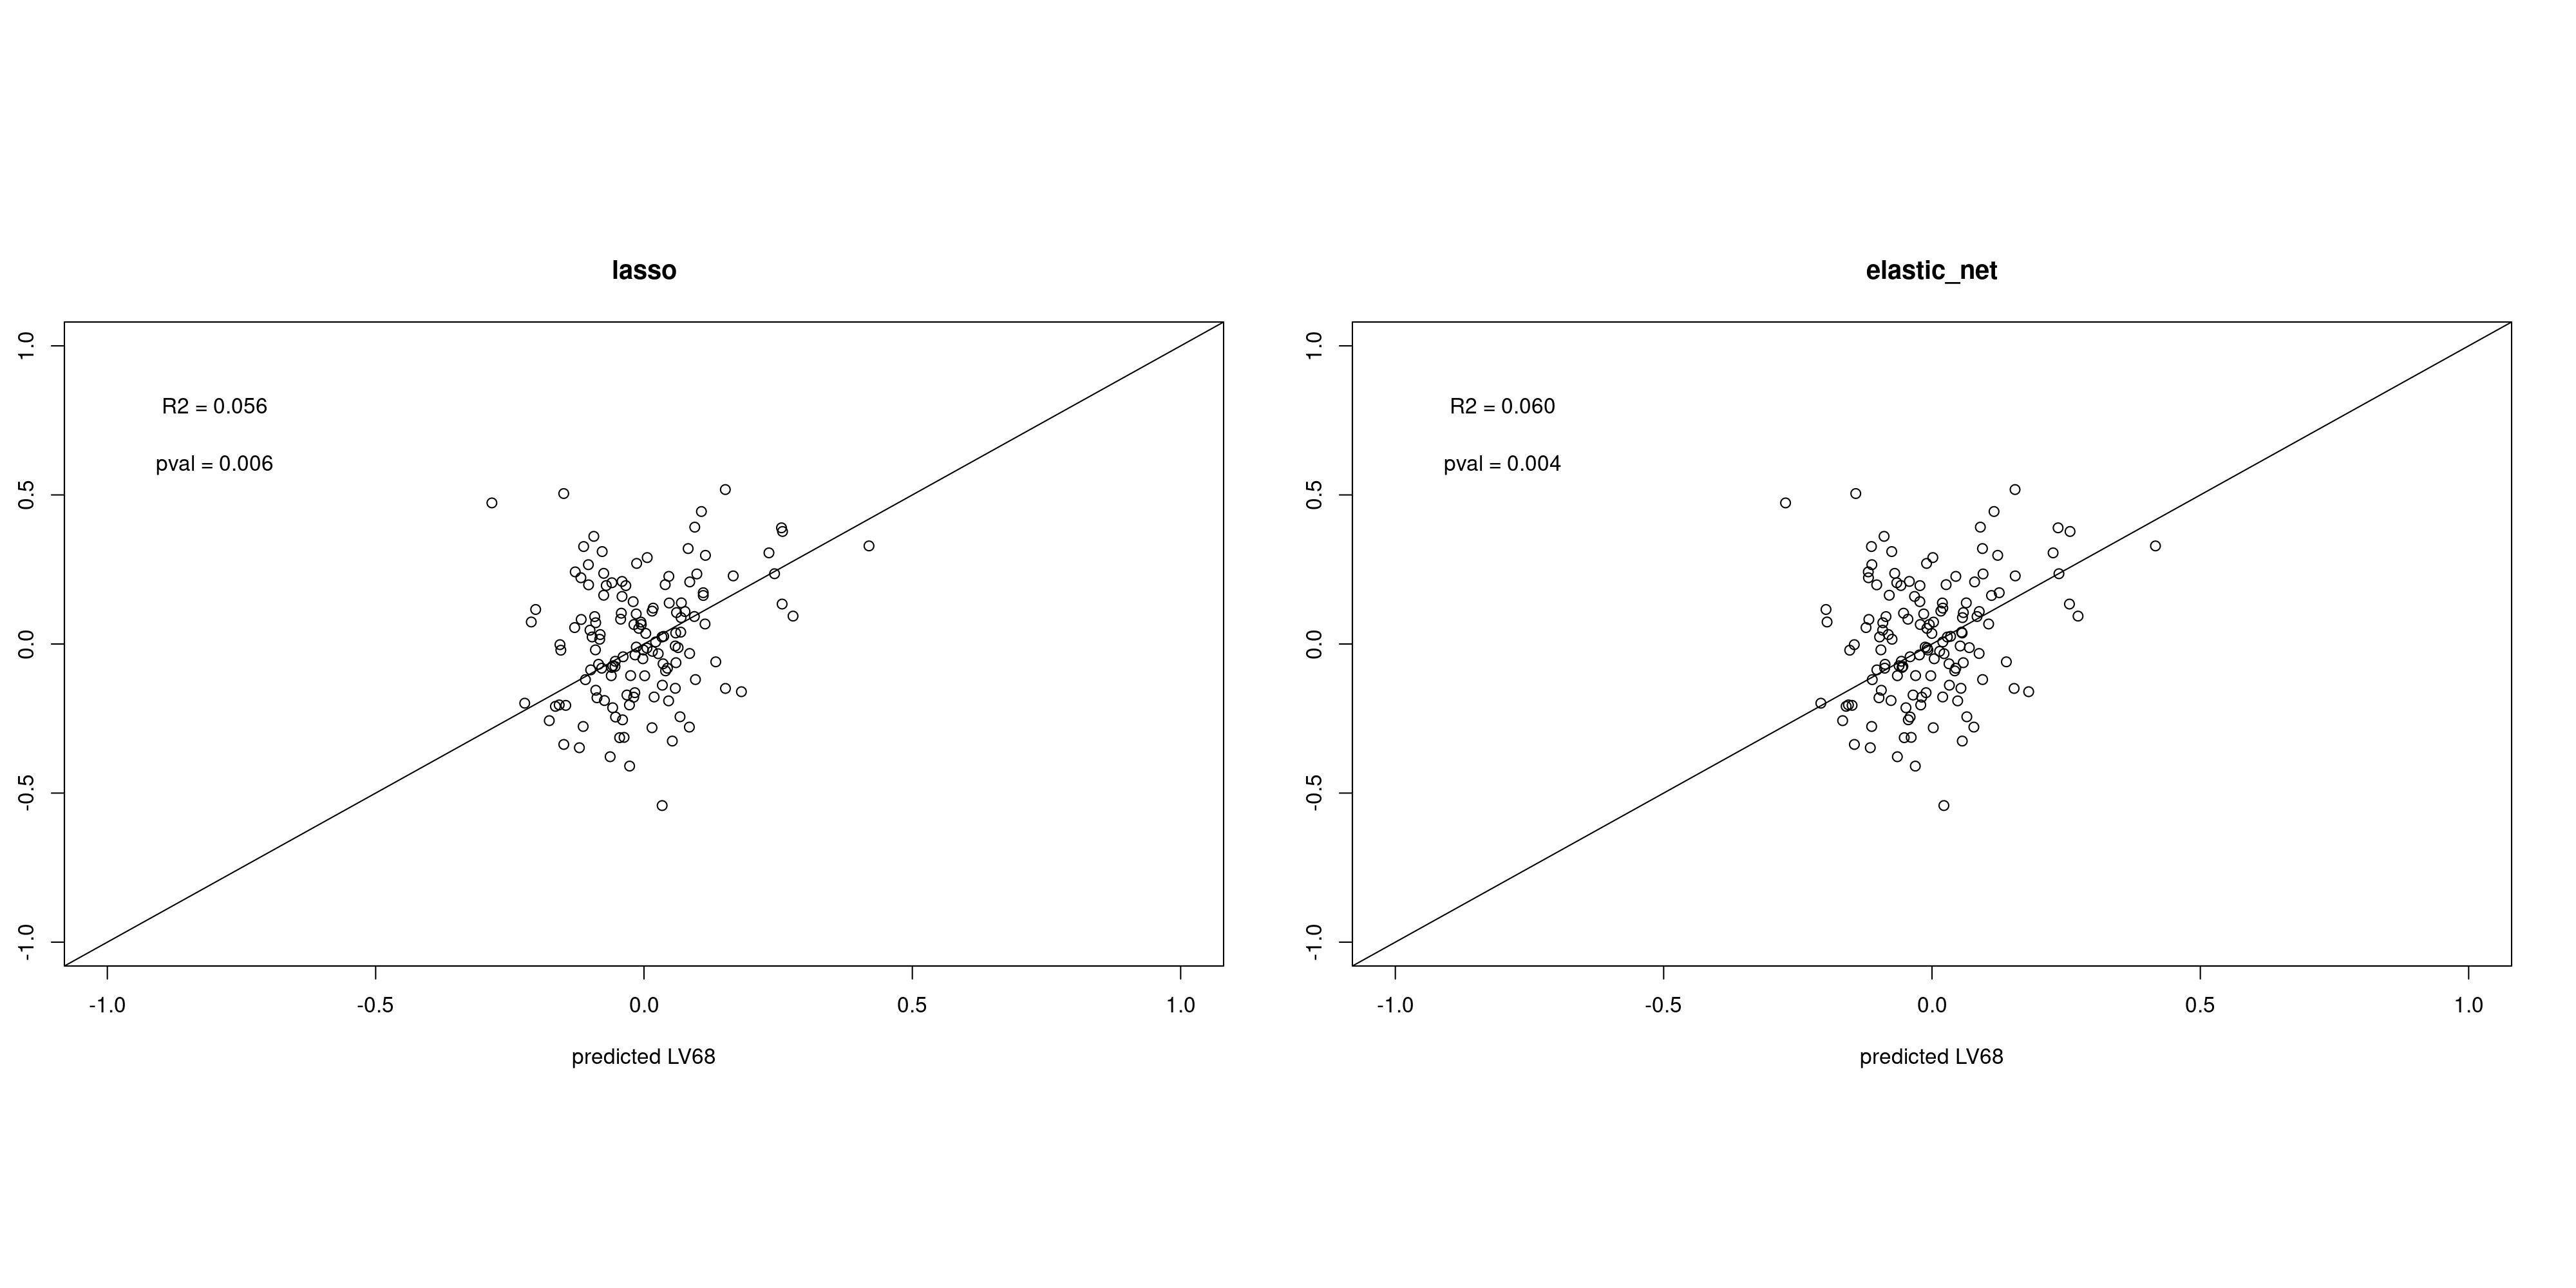 lasso
1.0
0.5
0.0
-0.5
-1.0
R2 = 0.056
pval = 0.006
-1.0 -0.5 0.0 0.5 1.0
predicted LV68
elastic_net
1.0
0.5
0.0
-0.5
-1.0
R2 = 0.060
pval = 0.004
-1.0 -0.5 0.0 0.5 1.0
predicted LV68